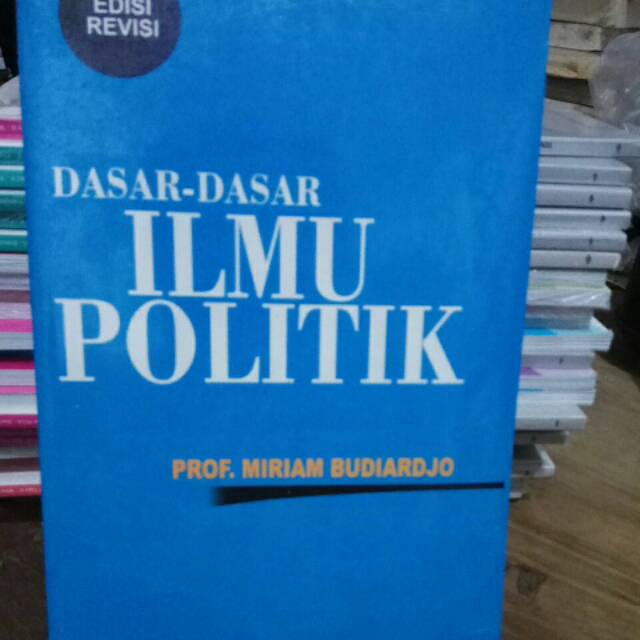 EDISI
REVISI
DASAR-DASAR
ILMU
POLITIK
PROF. MIRIAM BUDIARDJO